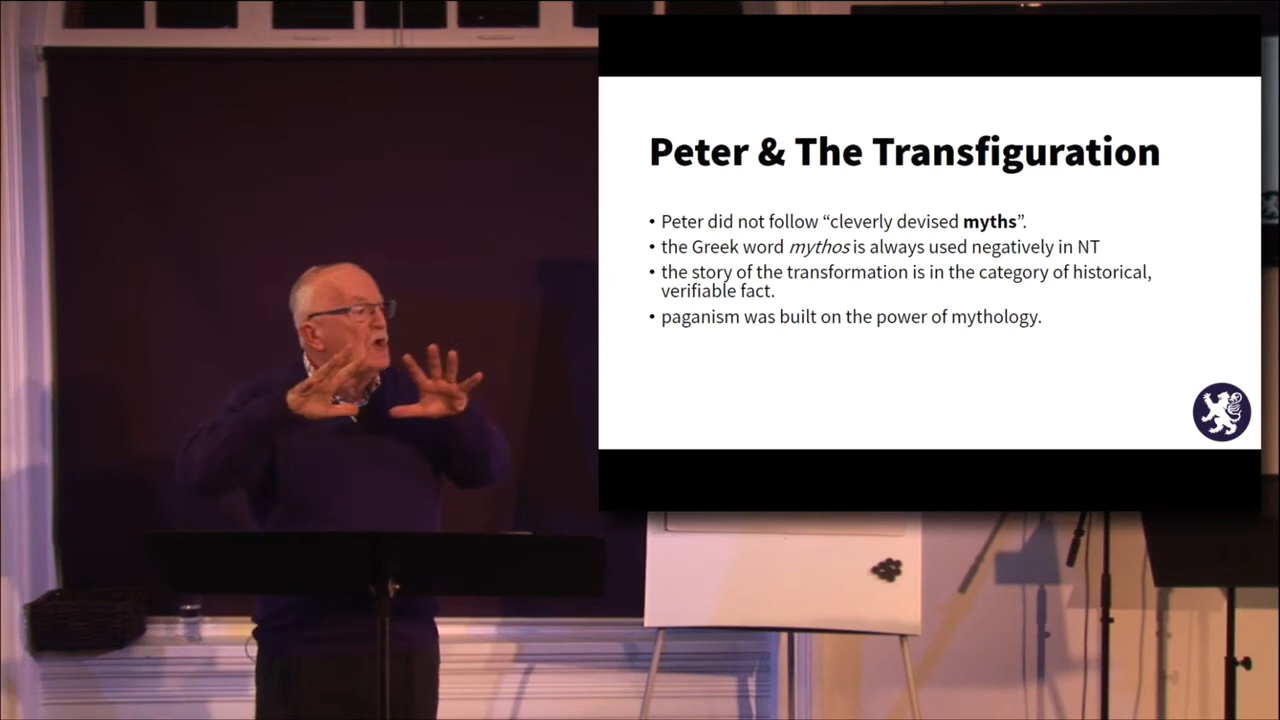 Peter & The Transfiguration
• Peter did not follow “cleverly devised myths”.
• the Greek word mythos is always used negatively in NT
• the story of the transformation is in the category of historical,
verifiable fact.
• paganism was built on the power of mythology.